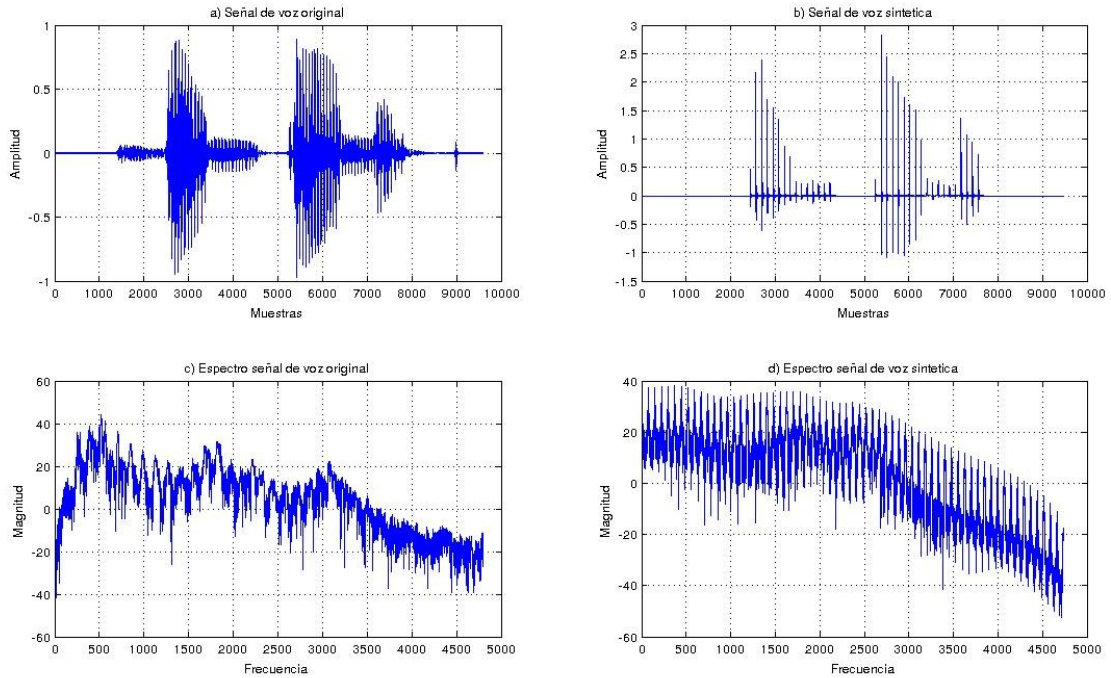 a) Señal de voz original
1
0.5
0
-0.5
-1
Amplitud
0 1000 2000 3000 4000 5000 6000 7000 8000 9000 10000
Muestras
b) Señal de voz sintetica
3
2.5
2
1.5
1
0.5
0
-0.5
-1
-1.5
Amplitud
0 1000 2000 3000 4000 5000 6000 7000 8000 9000 10000
Muestras
c) Espectro señal de voz original
60
40
20
0
-20
-40
-60
Magnitud
0 500 1000 1500 2000 2500 3000 3500 4000 4500 5000
Frecuencia
d) Espectro señal de voz sintetica
40
20
0
-20
-40
-60
Magnitud
0 500 1000 1500 2000 2500 3000 3500 4000 4500 5000
Frecuencia